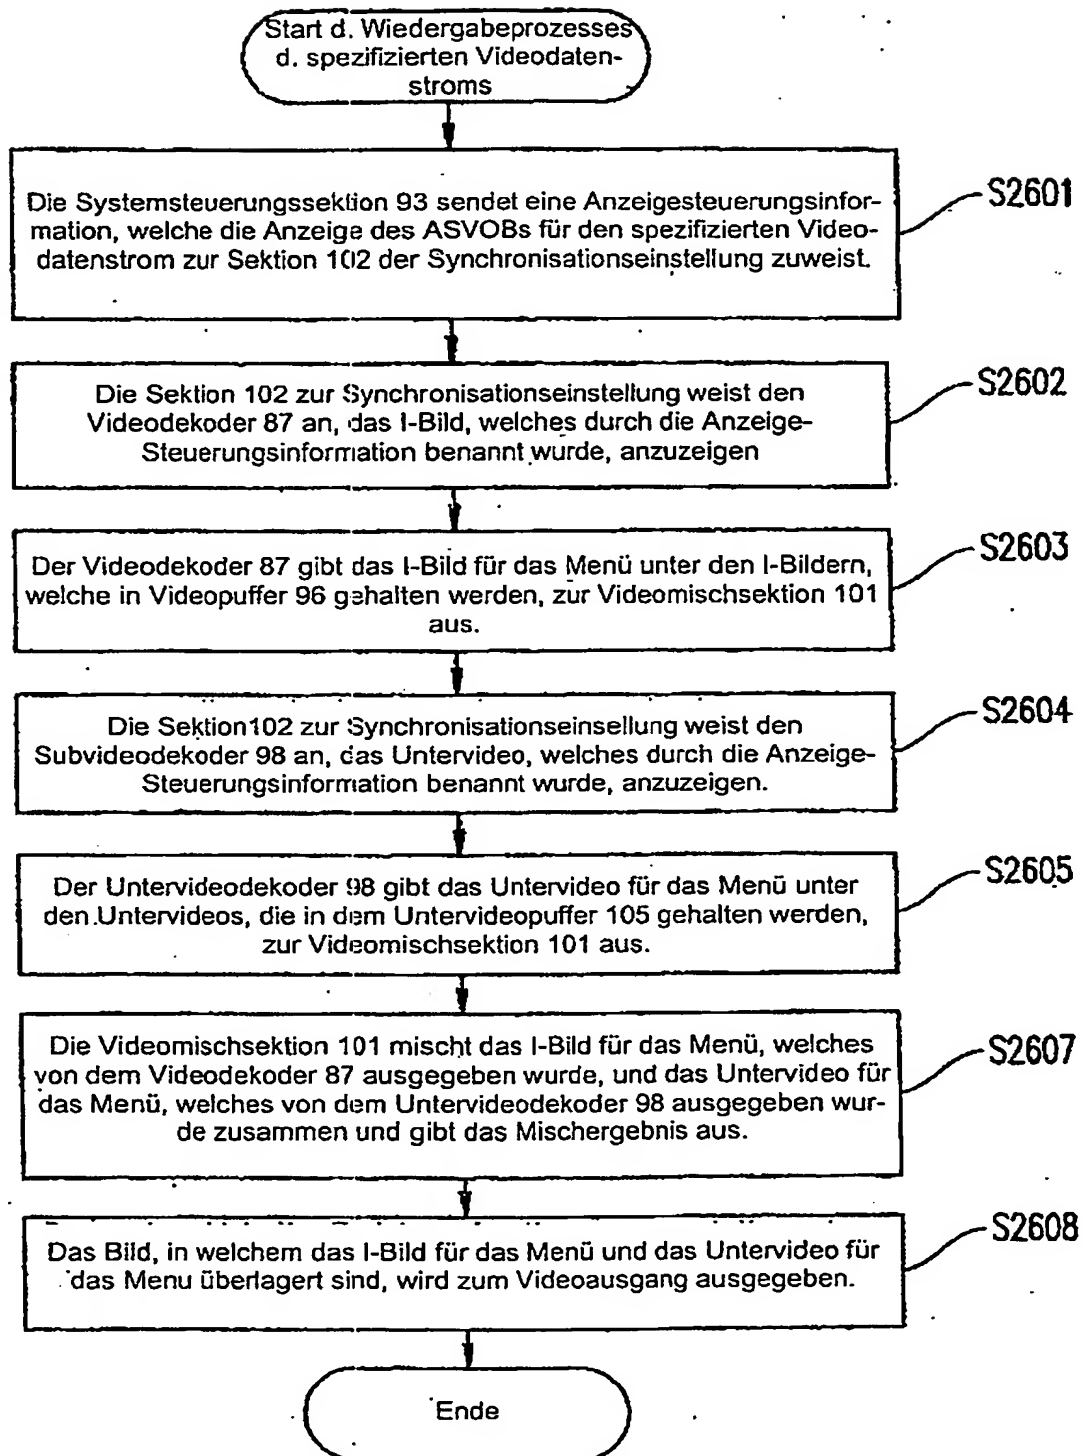 Start d. Wiedergabeprozesses
d. spezifizierten Videodaten-
stroms
Die Systemsteuerungssektion 93 sendet eine Anzeigesteuerungsinfor-
mation, welche die Anzeige des ASVOBs für den spezifizierten Video-
datenstrom zur Sektion 102 der Synchronisationseinstellung zuweist.
S2601
Die Sektion 102 zur Synchronisationseinstellung weist den
Videodekoder 87 an, das I-Bild, welches durch die Anzeige-
Steuerungsinformation benannt wurde, anzuzeigen
S2602
Der Videodekoder 87 gibt das I-Bild für das Menü unter den I-Bildern,
welche in Videopuffer 96 gehalten werden, zur Videomischsektion 101
aus.
S2603
Die Sektion102 zur Synchronisationseinsellung weist den
Subvideodekoder 98 an, das Untervideo, welches durch die Anzeige-
Steuerungsinformation benannt wurde, anzuzeigen.
S2604
Der Untervideodekoder 98 gibt das Untervideo für das Menü unter
den Untervideos, die in dem Untervideopuffer 105 gehalten werden,
zur Videomischsektion 101 aus.
S2605
Die Videomischsektion 101 mischt das I-Bild für das Menü, welches
von dem Videodekoder 87 ausgegeben wurde, und das Untervideo für
das Menü, welches von dem Untervideodekoder 98 ausgegeben wur-
de zusammen und gibt das Mischergebnis aus.
S2607
Das Bild, in welchem das I-Bild für das Menü und das Untervideo für
das Menu überlagert sind, wird zum Videoausgang ausgegeben.
S2608
Ende